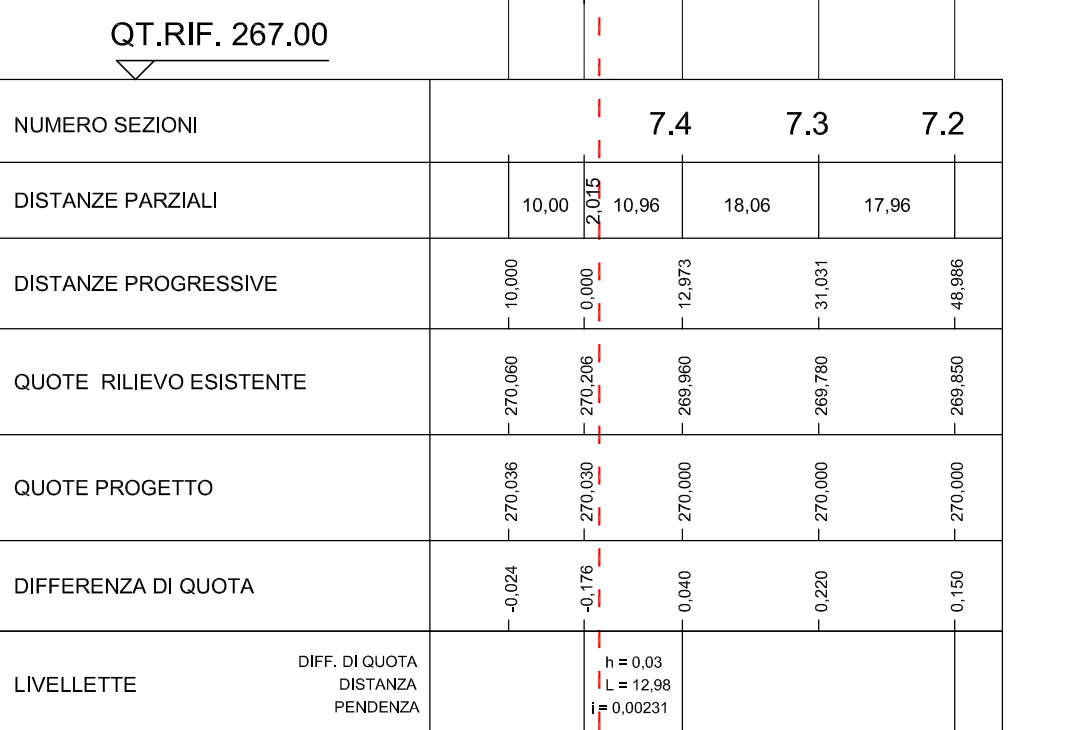 QT.RIF. 267.00
NUMERO SEZIONI 7.4 7.3 7.2
DISTANZE PARZIALI 10,00 2,015 10,96 18,06 17,96
DISTANZE PROGRESSIVE 10,000 0,000 12,973 31,031 48,986
QUOTE RILIEVO ESISTENTE 270,060 270,206 269,960 269,780 269,850
QUOTE PROGETTO 270,036 270,030 270,000 270,000 270,000
DIFFERENZA DI QUOTA -0,024 -0,176 0,040 0,220 0,150
LIVELLETTE
DIFF. DI QUOTA h = 0,03
DISTANZA L = 12,98
PENDENZA i = 0,00231